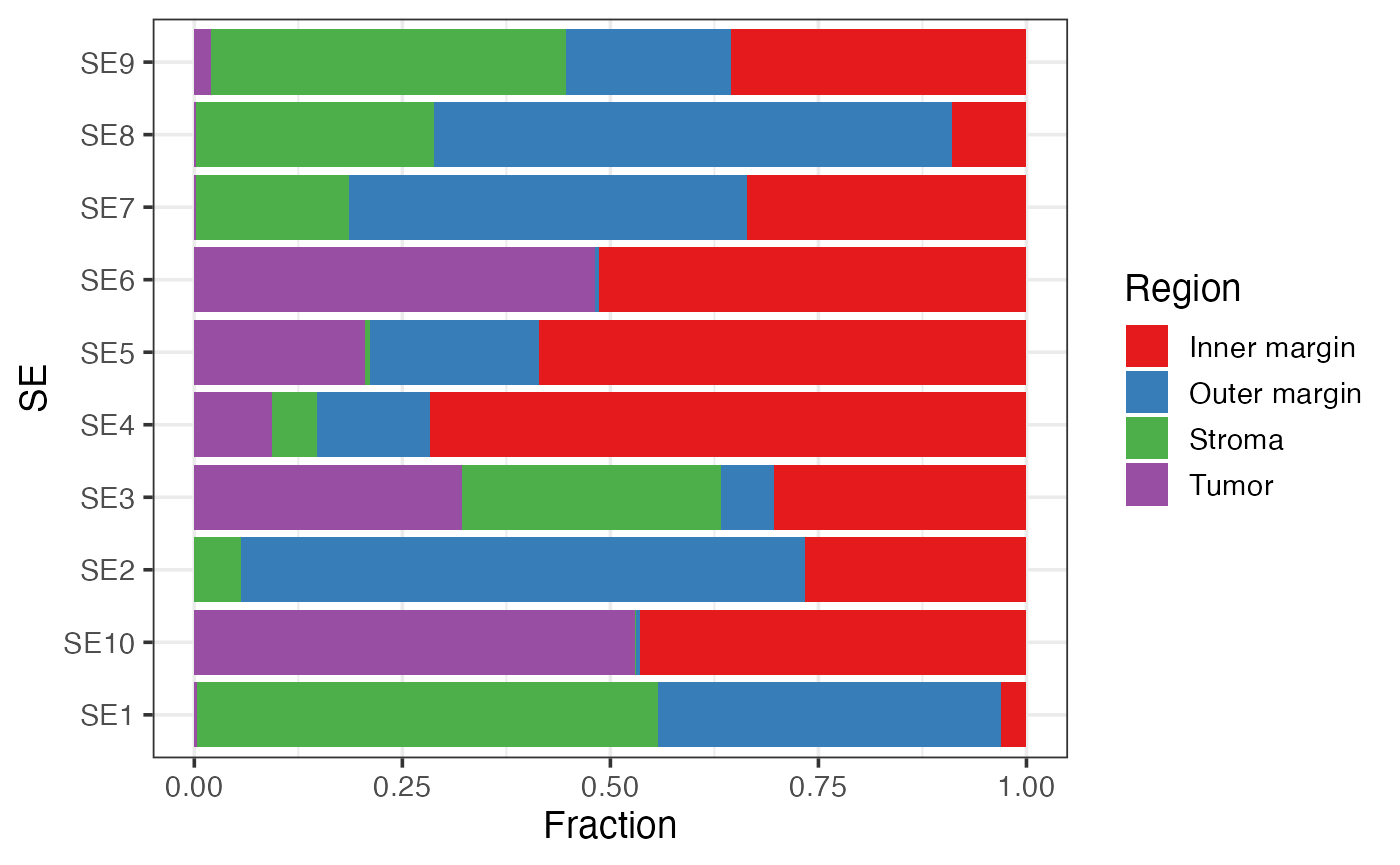 SE
SE9
SE8
SE7
SE6
SE5
SE4
SE3
SE2
SE10
SE1
0.00 0.25 0.50 0.75 1.00
Fraction
Region
Inner margin
Outer margin
Stroma
Tumor